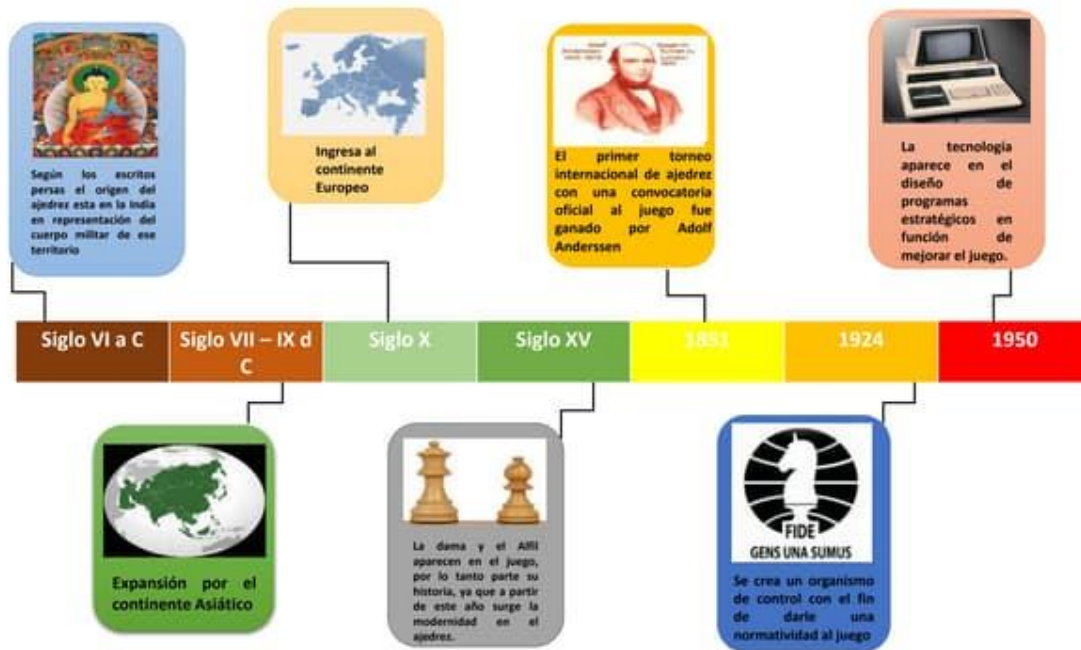 Según los escritos
persas el origen del
ajedrez esta en la India
en representación del
cuerpo militar de ese
territorio
Ingresa al
continente
Europeo
El primer torneo
internacional de ajedrez
con una convocatoria
oficial al juego fue
ganado por Adolf
Anderssen
La tecnología
aparece en el
diseño de
programas
estratégicos en
función de
mejorar el juego.
Siglo VI a C
Siglo VII – IX d
C
Siglo X
Siglo XV
1851
1924
1950
Expansión por el
continente Asiático
La dama y el Alfil
aparecen en el juego,
por lo tanto parte su
historia, ya que a partir
de este año surge la
modernidad en el
ajedrez.
FIDE
GENS UNA SUMUS
Se crea un organismo
de control con el fin
de darle una
normatividad al juego